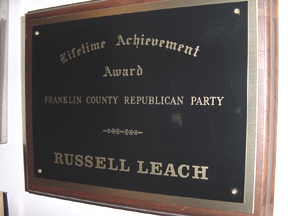 Lifetime Achievement
Award
FRANKLIN COUNTY REPUBLICAN PARTY
RUSSELL LEACH